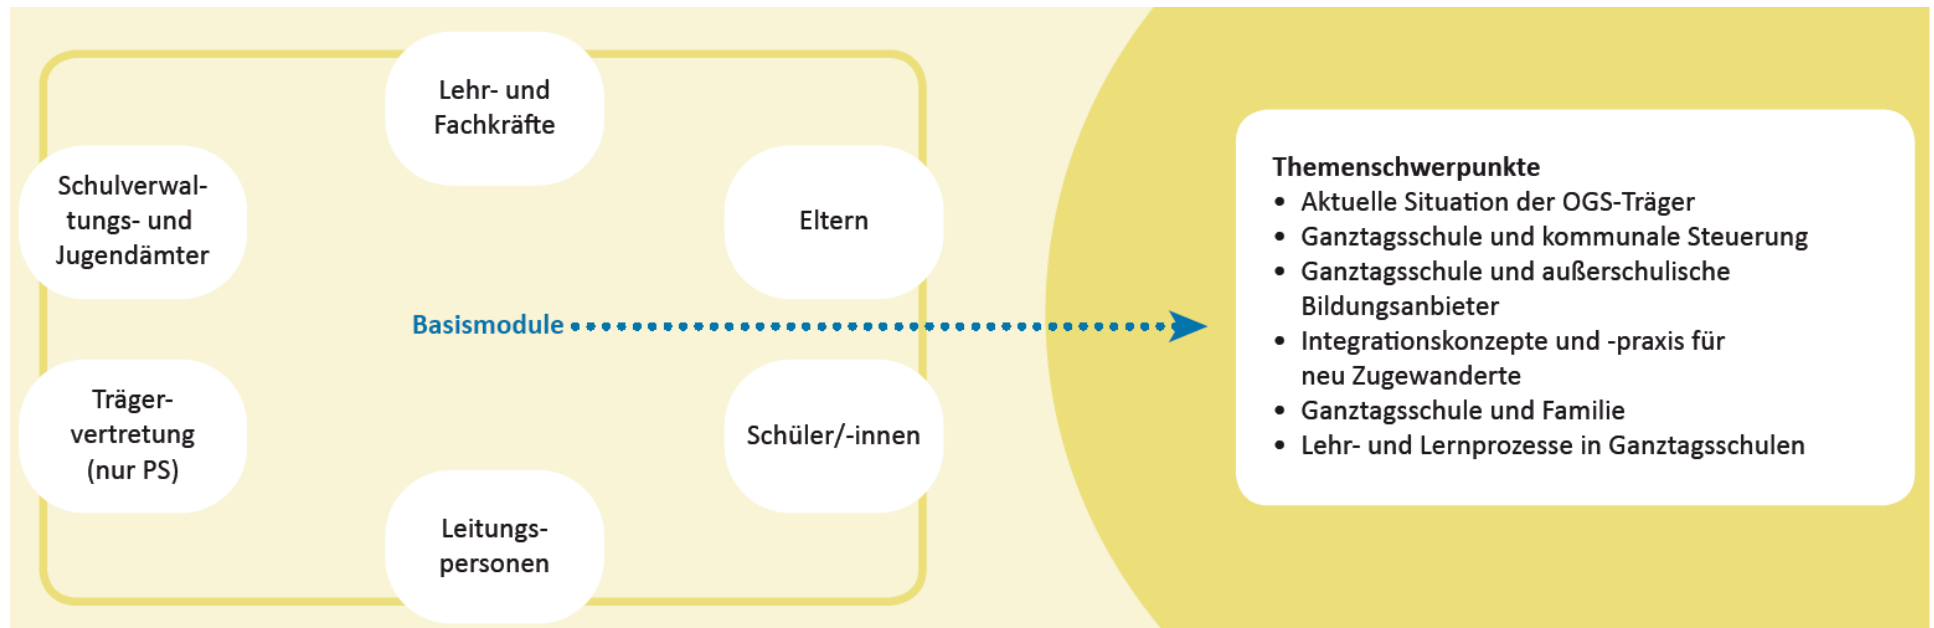 Lehr- und
Fachkräfte
Schulverwal-
tungs- und
Jugendämter
Eltern
Basismodule
Träger-
vertretung
(nur PS)
Schüler/-innen
Leitungs-
personen
Themenschwerpunkte
• Aktuelle Situation der OGS-Träger
• Ganztagsschule und kommunale Steuerung
• Ganztagsschule und außerschulische
Bildungsanbieter
• Integrationskonzepte und -praxis für
neu Zugewanderte
• Ganztagsschule und Familie
• Lehr- und Lernprozesse in Ganztagsschulen